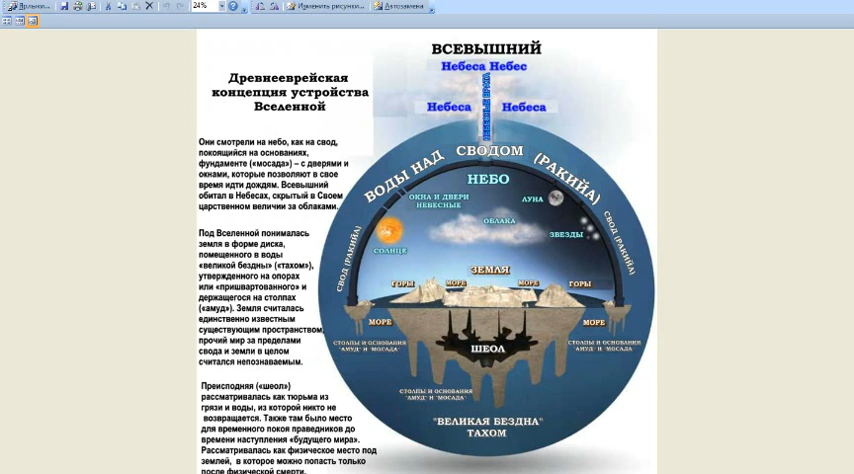 Ярлыки...
24%
Изменить рисунки...
Автозамена
ВСЕВЫШНИЙ
Небеса Небес
Небеса
Небеса
НЕБЕСНЫЕ ВРАТА
Древнееврейская
концепция устройства
Вселенной
Они смотрели на небо, как на свод,
покоящийся на основаниях,
фундаменте («мосада») – с дверями и
окнами, которые позволяют в свое
время идти дождям. Всевышний
обитал в Небесах, скрытый в Своем
царственном величии за облаками.
Под Вселенной понималась
земля в форме диска,
помещенного в воды
«великой бездны» («тахом»),
утвержденного на опорах
или «пришвартованного» и
держащегося на столпах
(«амуд»). Земля считалась
единственно известным
существующим пространством,
прочий мир за пределами
свода и земли в целом
считался непознаваемым.
Преисподняя («шеол»)
рассматривалась как тюрьма из
грязи и воды, из которой никто не
возвращается. Также там было место
для временного покоя праведников до
времени наступления «будущего мира».
Рассматривалась как физическое место под
землей, в которое можно попасть только
после физической смерти.
ВОДЫ НАД СВОДОМ (РАКИЙА)
НЕБО
ОКНА И ДВЕРИ
НЕБЕСНЫЕ
ЛУНА
ОБЛАКА
ЗВЕЗДЫ
СОЛНЦЕ
СВОД (РАКИЙА)
СВОД (РАКИЙА)
ЗЕМЛЯ
ГОРЫ
МОРЕ
МОРЕ
ГОРЫ
МОРЕ
МОРЕ
ШЕОЛ
СТОЛПЫ И ОСНОВАНИЯ
"АМУД" И "МОСАДА"
СТОЛПЫ И ОСНОВАНИЯ
"АМУД" И "МОСАДА"
СТОЛПЫ И ОСНОВАНИЯ
"АМУД" И "МОСАДА"
"ВЕЛИКАЯ БЕЗДНА"
ТАХОМ